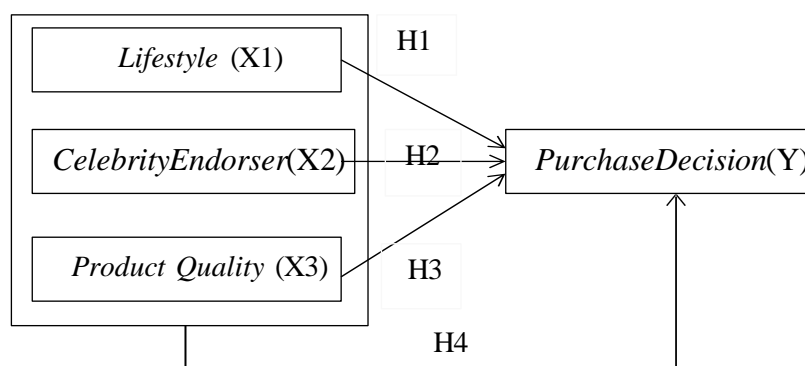 Lifestyle (X1)
H1
CelebrityEndorser(X2)
H2
PurchaseDecision(Y)
Product Quality (X3)
H3
H4